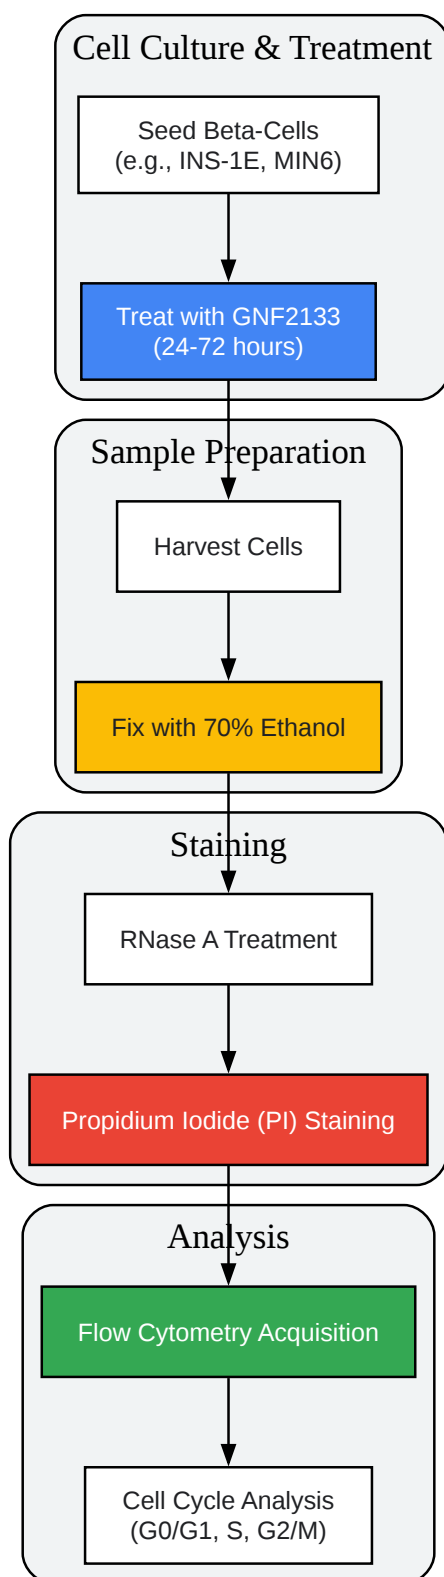 Cell Culture & Treatment
Seed Beta-Cells
(e.g., INS-1E, MIN6)
Treat with GNF2133
(24-72 hours)
Sample Preparation
Harvest Cells
Fix with 70% Ethanol
Staining
RNase A Treatment
Propidium Iodide (PI) Staining
Analysis
Flow Cytometry Acquisition
Cell Cycle Analysis
(G0/G1, S, G2/M)